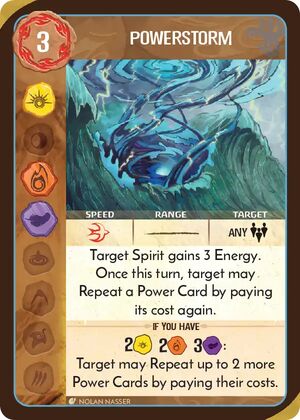 3 POWERSTORM
SPEED RANGE TARGET
ANY
Target Spirit gains 3 Energy.
Once this turn, target may
Repeat a Power Card by paying
its cost again.
IF YOU HAVE
2 2 3 :
Target may Repeat up to 2 more
Power Cards by paying their costs.
NOLAN NASSER